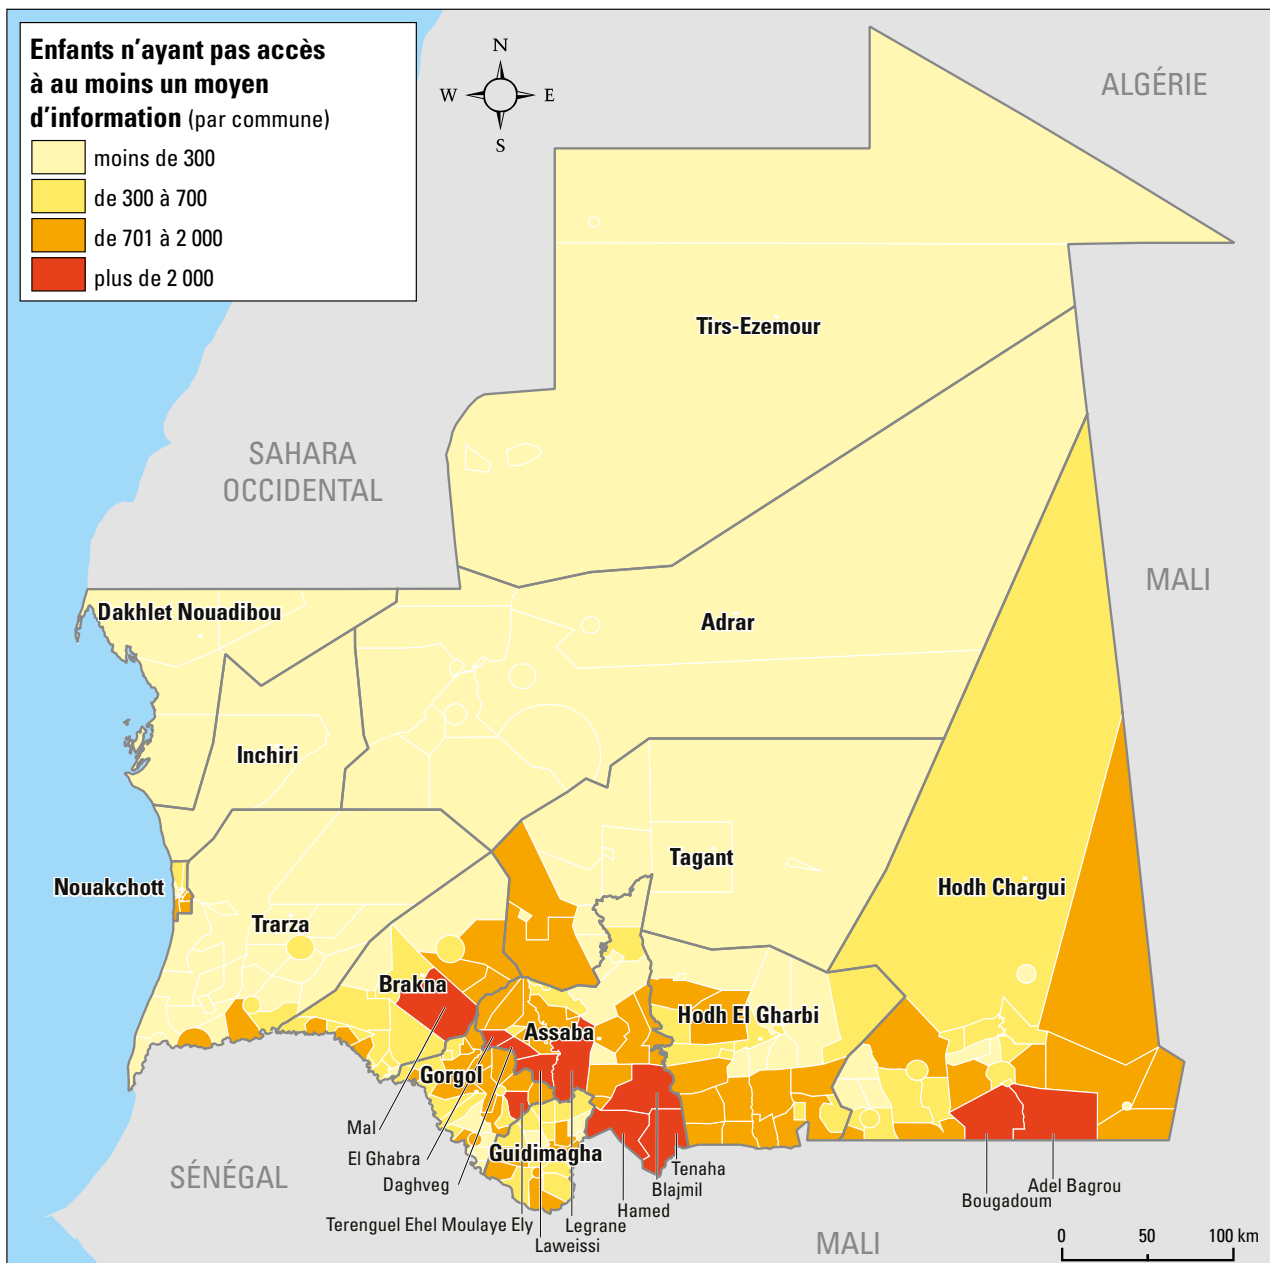 Enfants n'ayant pas accès
à au moins un moyen
d'information (par commune)
moins de 300
de 300 à 700
de 701 à 2 000
plus de 2 000
N
W
E
S
ALGÉRIE
Tirs-Ezemour
SAHARA
OCCIDENTAL
MALI
Dakhlet Nouadibou
Adrar
Inchiri
Tagant
Nouakchott
Hodh Chargui
Trarza
Brakna
Hodh El Gharbi
Assaba
Gorgol
Mal
El Ghabra
Guidimagha
SÉNÉGAL
Daghveg
Tenaha
Blajmil
Adel Bagrou
Bougadoum
Hamed
Terenguel Ehel Moulaye Ely
Legrane
Laweissi
MALI
0 50 100 km